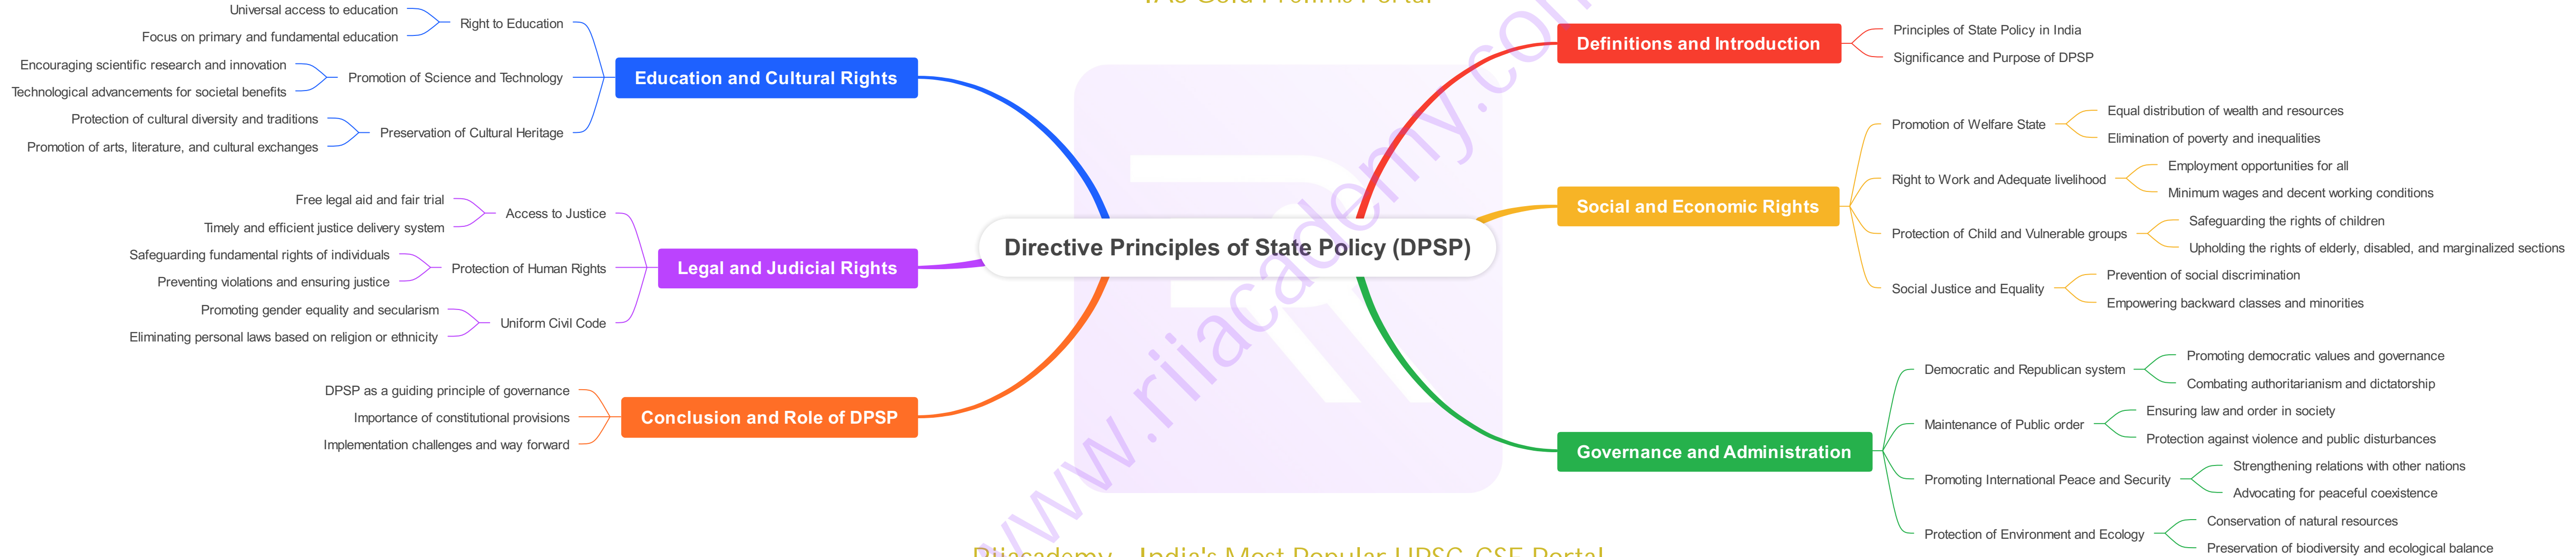 IAS Gold Prelims Portal
Directive Principles of State Policy (DPSP)
Definitions and Introduction
Principles of State Policy in India
Significance and Purpose of DPSP
Social and Economic Rights
Promotion of Welfare State
Equal distribution of wealth and resources
Elimination of poverty and inequalities
Right to Work and Adequate livelihood
Employment opportunities for all
Minimum wages and decent working conditions
Protection of Child and Vulnerable groups
Safeguarding the rights of children
Upholding the rights of elderly, disabled, and marginalized sections
Social Justice and Equality
Prevention of social discrimination
Empowering backward classes and minorities
Governance and Administration
Democratic and Republican system
Promoting democratic values and governance
Combating authoritarianism and dictatorship
Maintenance of Public order
Ensuring law and order in society
Protection against violence and public disturbances
Promoting International Peace and Security
Strengthening relations with other nations
Advocating for peaceful coexistence
Protection of Environment and Ecology
Conservation of natural resources
Preservation of biodiversity and ecological balance
Education and Cultural Rights
Right to Education
Universal access to education
Focus on primary and fundamental education
Promotion of Science and Technology
Encouraging scientific research and innovation
Technological advancements for societal benefits
Preservation of Cultural Heritage
Protection of cultural diversity and traditions
Promotion of arts, literature, and cultural exchanges
Legal and Judicial Rights
Access to Justice
Free legal aid and fair trial
Timely and efficient justice delivery system
Protection of Human Rights
Safeguarding fundamental rights of individuals
Preventing violations and ensuring justice
Uniform Civil Code
Promoting gender equality and secularism
Eliminating personal laws based on religion or ethnicity
Conclusion and Role of DPSP
DPSP as a guiding principle of governance
Importance of constitutional provisions
Implementation challenges and way forward
www.riiacademy.com
India's Most Popular UPSC-CSE Portal